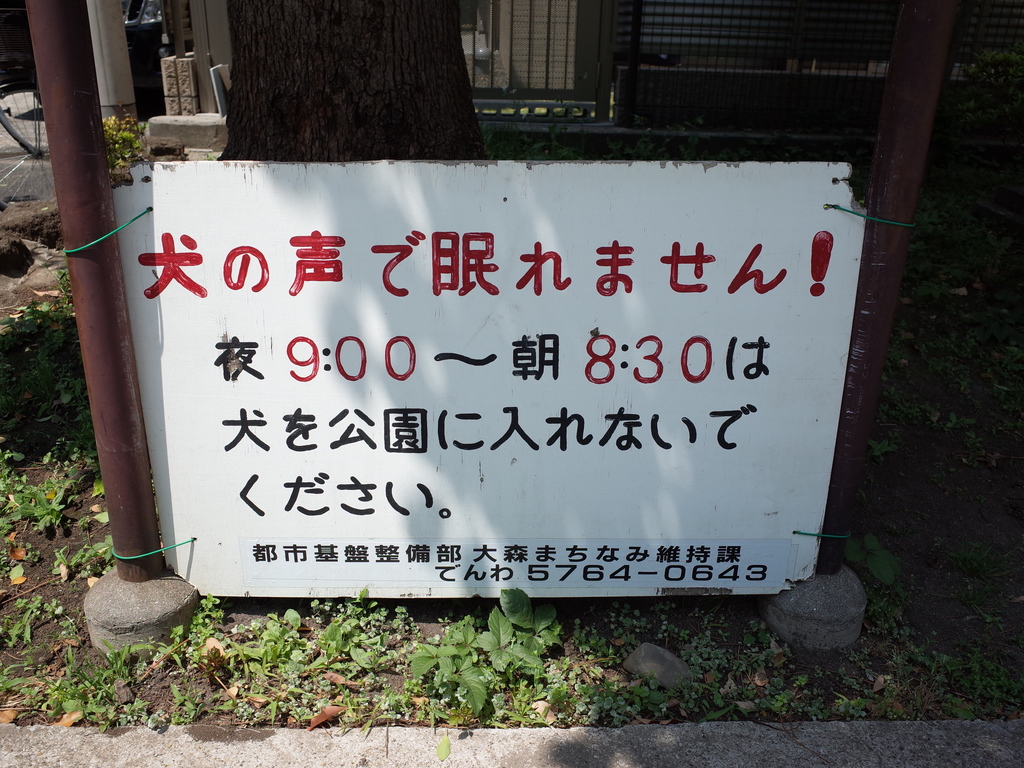 犬の声で眠れません!
夜 9:00～朝 8:30は
犬を公園に入れないで
ください。
都市基盤整備部 大森まちなみ維持課
でんわ 5764-0643